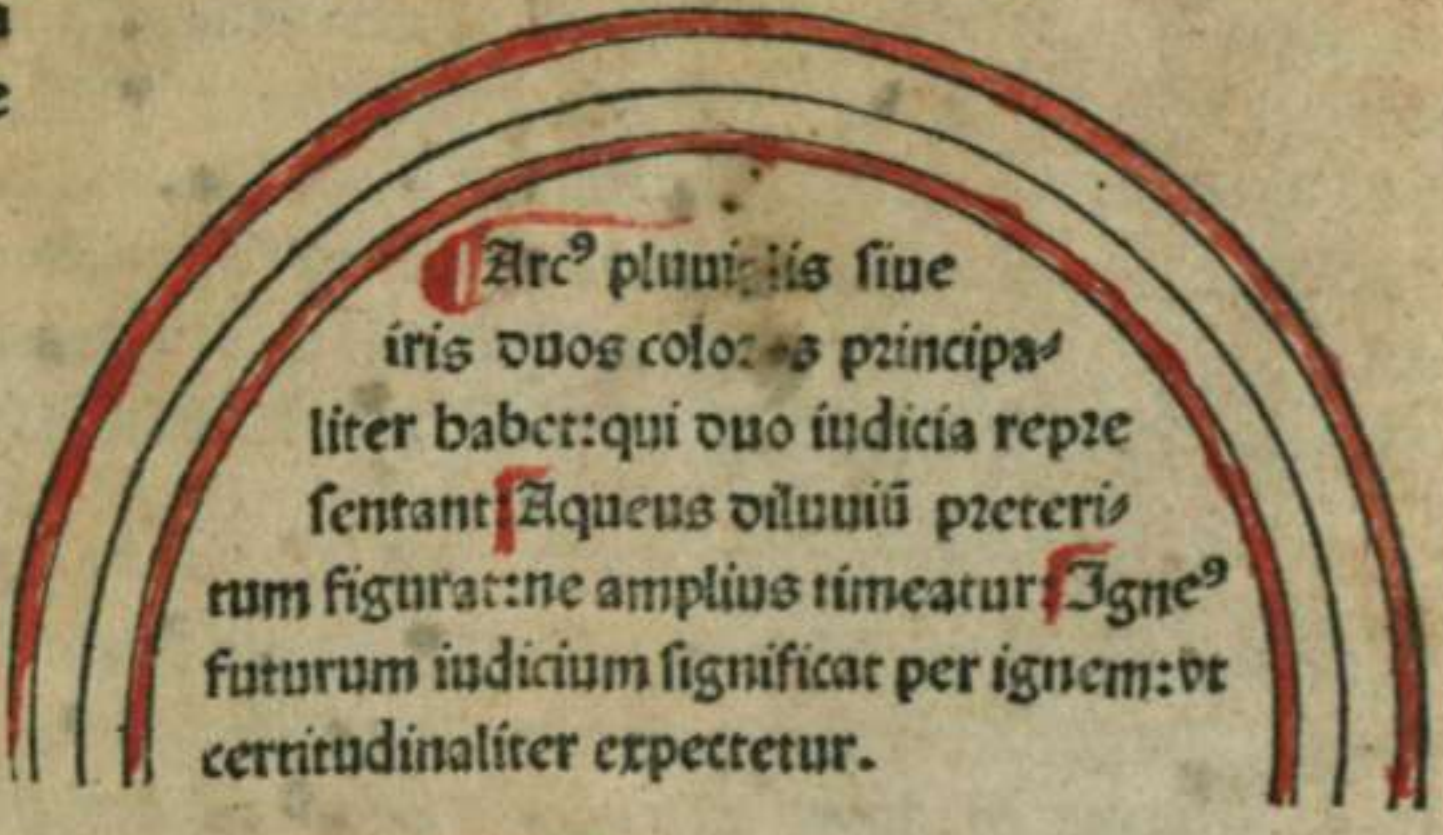 Arcꝰ pluuialis siue
iris duos colores principa⸗
liter habet:qui duo iudicia repre
sentant Aqueus diluuiū preteri⸗
tum figurat:ne amplius timeatur Igneꝰ
futurum iudicium significat per ignem:vt
certitudinaliter expectetur.